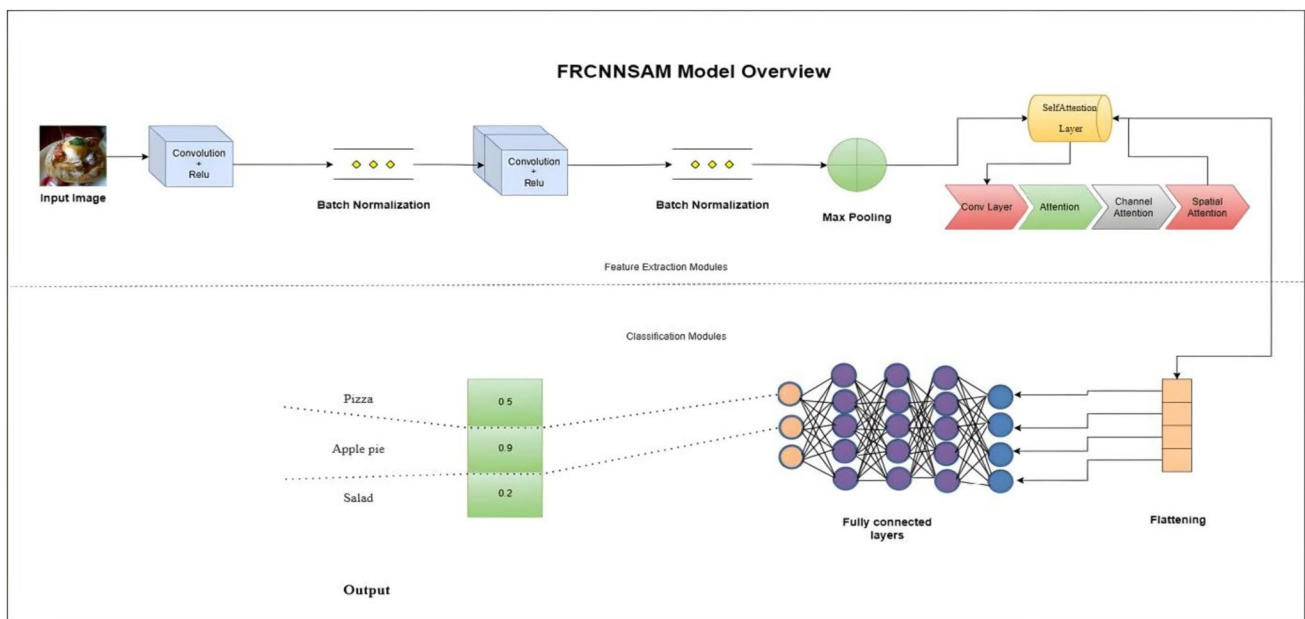 FRCNNSAM Model Overview
SelfAttention
Layer
Convolution
+
Relu
Convolution
+
Relu
Input Image
Batch Normalization
Batch Normalization
Max Pooling
Conv Layer
Attention
Channel
Attention
Spatial
Attention
Feature Extraction Modules
Classification Modules
Pizza
0.5
Apple pie
0.9
Salad
0.2
Fully connected
layers
Flattening
Output